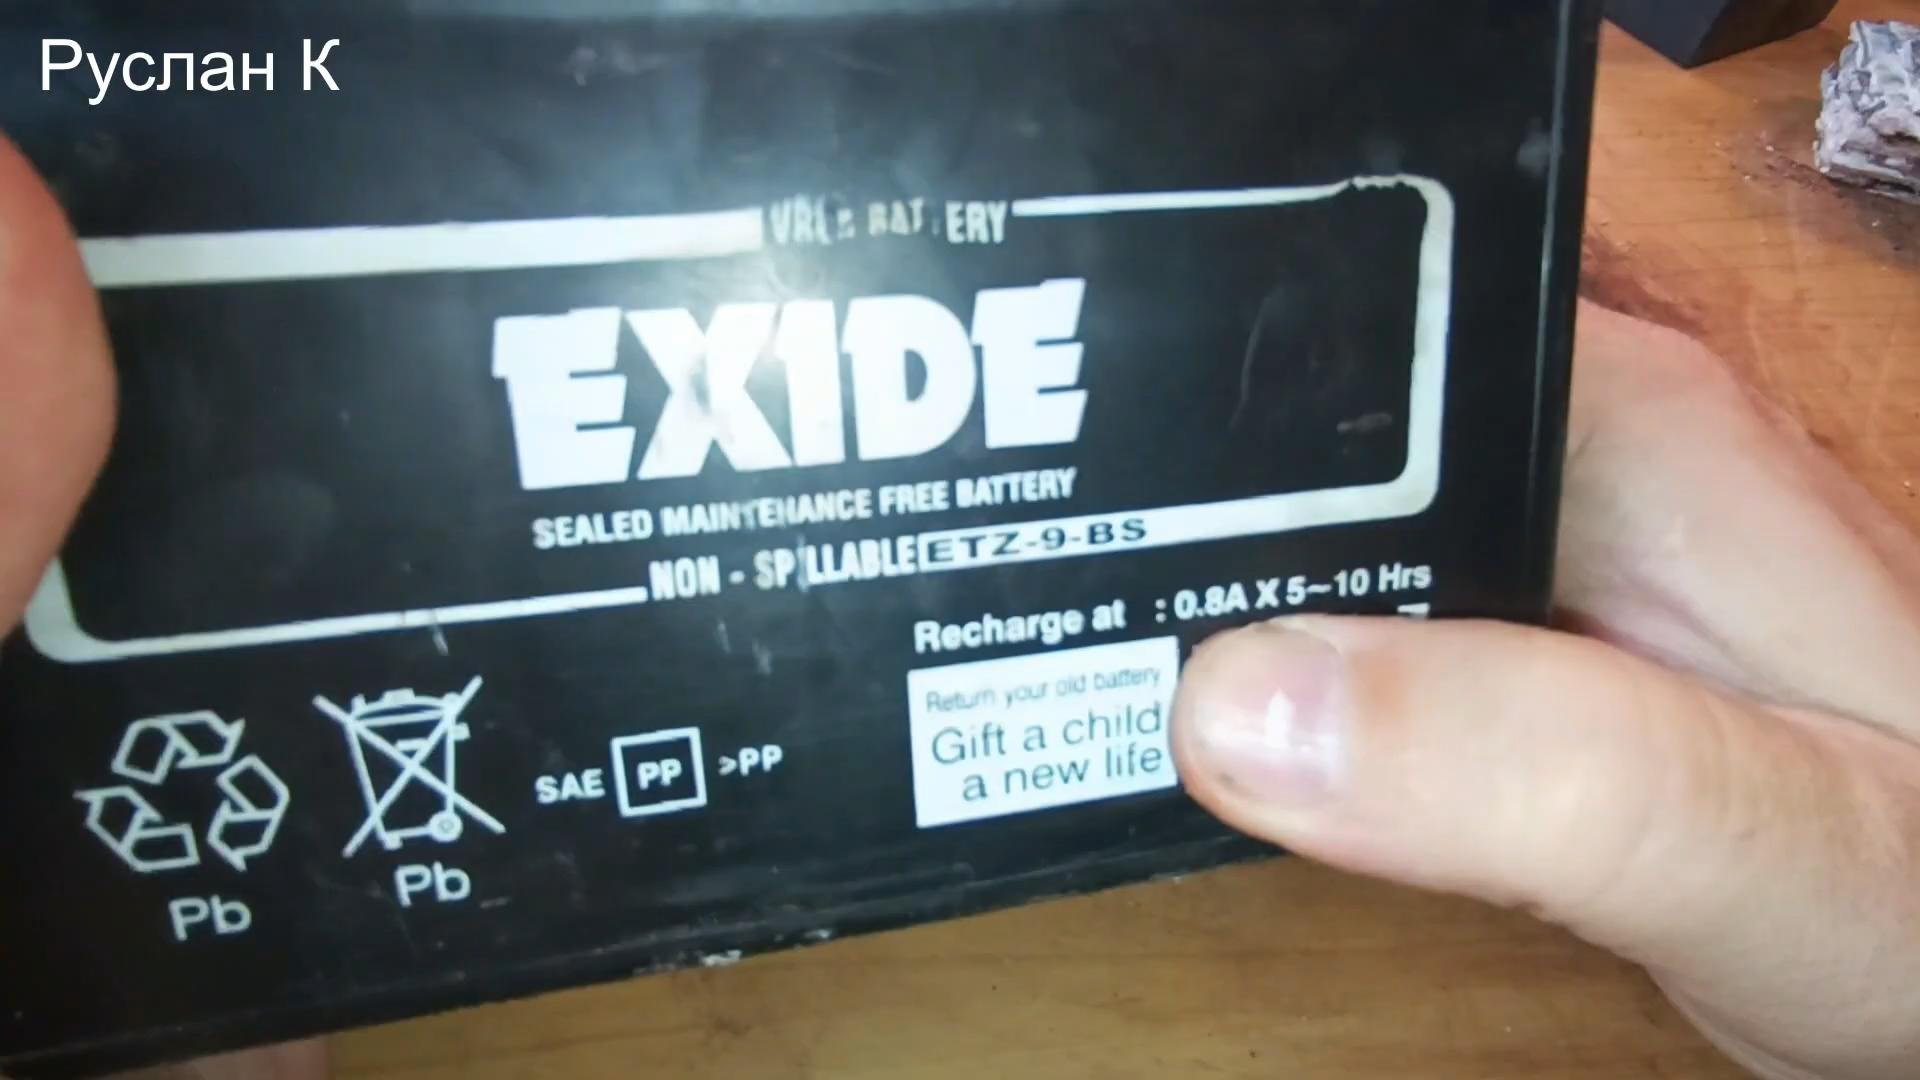 Руслан К
VRLA BATTERY
EXIDE
SEALED MAINTENANCE FREE BATTERY
NON - SPILLABLE ETZ-9-BS
Recharge at : 0.8A X 5~10 Hrs
Return your old battery
Gift a child
a new life
SAE PP >PP
Pb
Pb